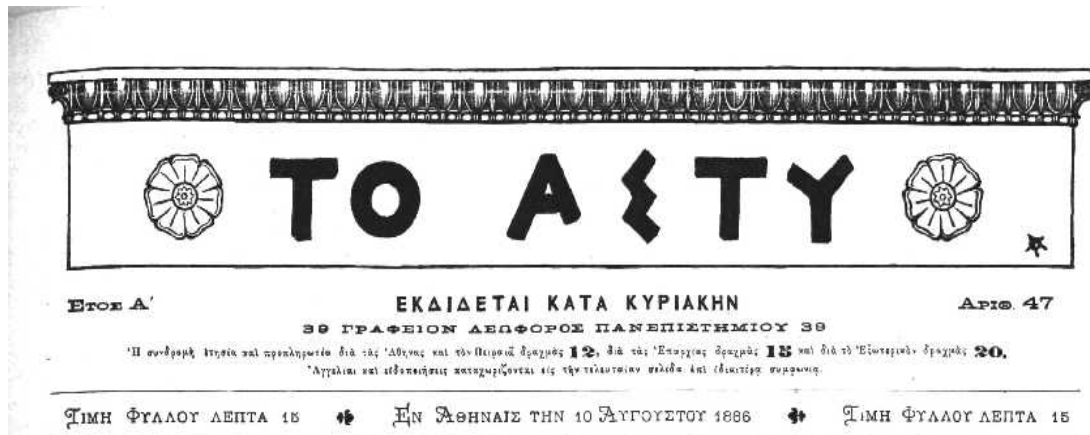 ΤΟ ΑΣΤΥ
ΕΤΟΣ Α΄ ΕΚΔΙΔΕΤΑΙ ΚΑΤΑ ΚΥΡΙΑΚΗΝ ΑΡΙΘ. 47
39 ΓΡΑΦΕΙΟΝ ΛΕΩΦΟΡΟΣ ΠΑΝΕΠΙΣΤΗΜΙΟΥ 39
Ἡ συνδρομὴ ἐτησία καὶ προπληρωτέα διὰ τὰς Ἀθήνας καὶ τὸν Πειραιᾶ δραχμὰς 12, διὰ τὰς Ἐπαρχίας δραχμὰς 15 καὶ διὰ τὸ Ἐξωτερικὸν δραχμὰς 20.
Ἀγγελίαι καὶ εἰδοποιήσεις καταχωρίζονται εἰς τὴν τελευταίαν σελίδα ἐπὶ ἰδιαιτέρᾳ συμφωνίᾳ.
ΤΙΜΗ ΦΥΛΛΟΥ ΛΕΠΤΑ 15 ΕΝ ΑΘΗΝΑΙΣ ΤΗΝ 10 ΑΥΓΟΥΣΤΟΥ 1886 ΤΙΜΗ ΦΥΛΛΟΥ ΛΕΠΤΑ 15